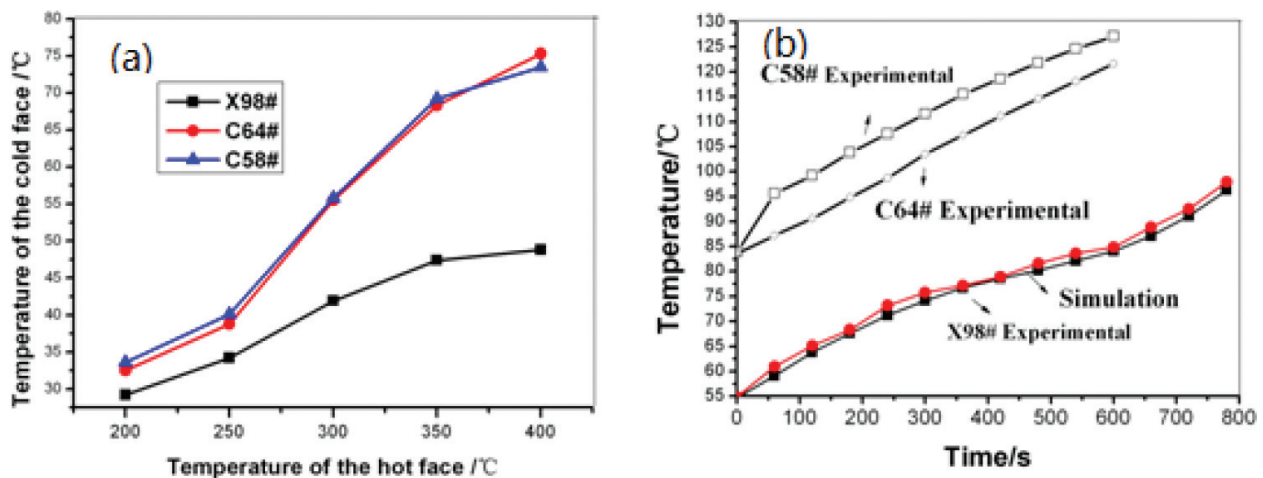 (a)
Temperature of the cold face /℃
75
70
65
60
55
50
45
40
35
30
X98#
C64#
C58#
200 250 300 350 400
Temperature of the hot face /℃
(b)
Temperature/℃
130
125
120
115
110
105
100
95
90
85
80
75
70
65
60
55
C58# Experimental
C64# Experimental
Simulation
X98# Experimental
0 100 200 300 400 500 600 700 800
Time/s